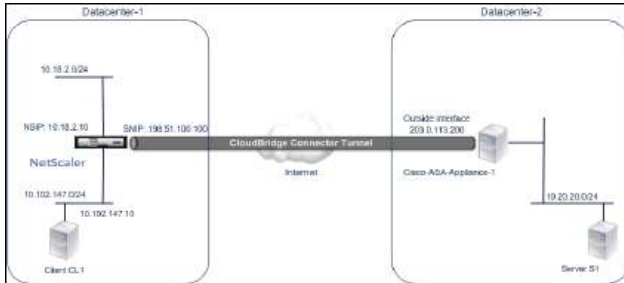 Datacenter-1
Datacenter-2
10.18.2.0/24
NSIP: 10.18.2.10
SNIP: 198.51.100.100
Outside interface
203.0.113.200
CloudBridge Connector Tunnel
NetScaler
Internet
Cisco-ASA-Appliance-1
10.102.147.0/24
10.102.147.10
19.20.20.0/24
Client CL1
Server S1